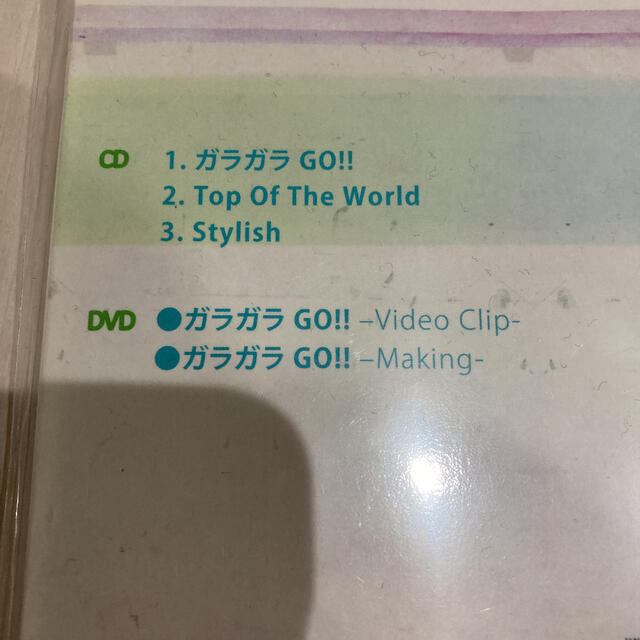 CD 1. ガラガラ GO!!
2. Top Of The World
3. Stylish
DVD ●ガラガラ GO!! –Video Clip-
●ガラガラ GO!! –Making-